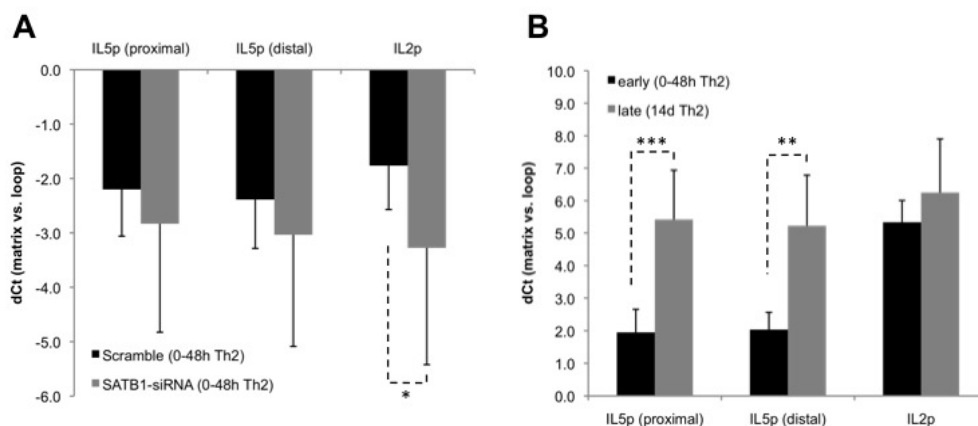 A
IL5p (proximal) IL5p (distal) IL2p
0.0
-1.0
-2.0
-3.0
-4.0
-5.0
-6.0
dCt (matrix vs. loop)
Scramble (0-48h Th2)
SATB1-siRNA (0-48h Th2)
*
B
10.0
9.0
8.0
7.0
6.0
5.0
4.0
3.0
2.0
1.0
0.0
dCt (matrix vs. loop)
early (0-48h Th2)
late (14d Th2)
*** **
IL5p (proximal) IL5p (distal) IL2p